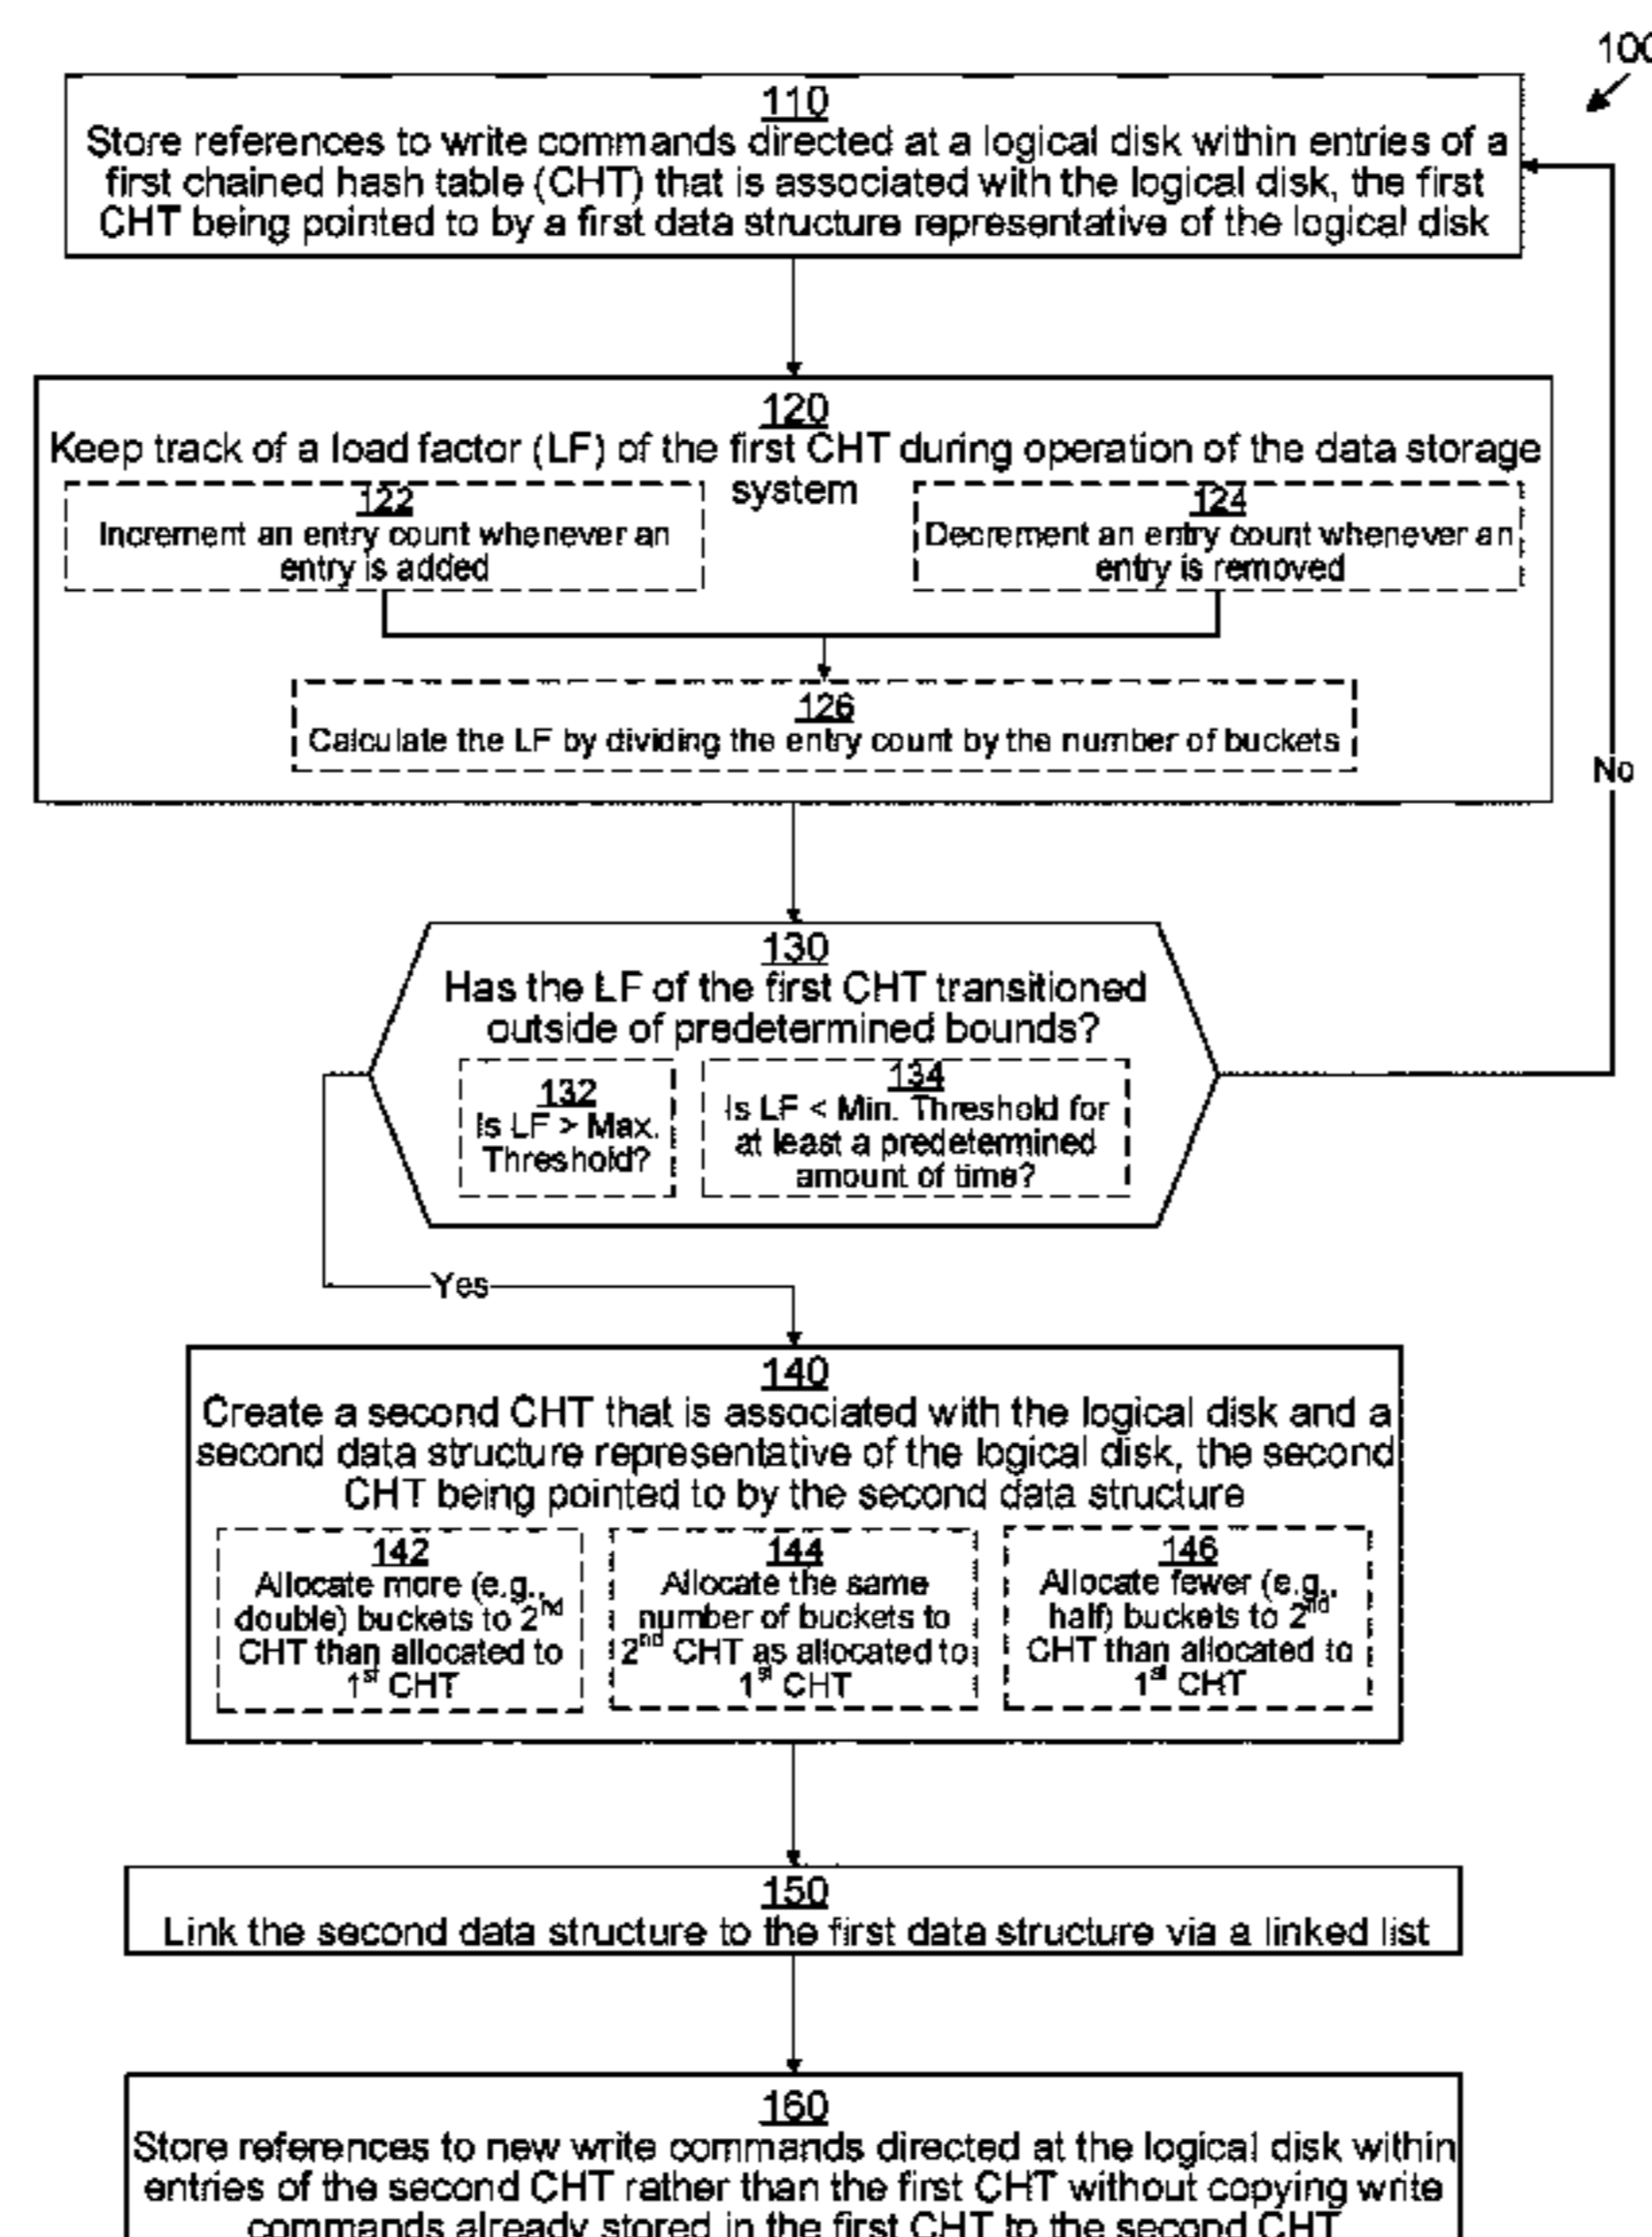 100
110
Store references to write commands directed at a logical disk within entries of a
first chained hash table (CHT) that is associated with the logical disk, the first
CHT being pointed to by a first data structure representative of the logical disk
120
Keep track of a load factor (LF) of the first CHT during operation of the data storage
system
122
Increment an entry count whenever an
entry is added
124
Decrement an entry count whenever an
entry is removed
126
Calculate the LF by dividing the entry count by the number of buckets
No
130
Has the LF of the first CHT transitioned
outside of predetermined bounds?
132
Is LF > Max.
Threshold?
134
Is LF < Min. Threshold for
at least a predetermined
amount of time?
Yes
140
Create a second CHT that is associated with the logical disk and a
second data structure representative of the logical disk, the second
CHT being pointed to by the second data structure
142
Allocate more (e.g.,
double) buckets to 2nd
CHT than allocated to
1st CHT
144
Allocate the same
number of buckets to
2nd CHT as allocated to
1st CHT
146
Allocate fewer (e.g.,
half) buckets to 2nd
CHT than allocated to
1st CHT
150
Link the second data structure to the first data structure via a linked list
160
Store references to new write commands directed at the logical disk within
entries of the second CHT rather than the first CHT without copying write
commands already stored in the first CHT to the second CHT